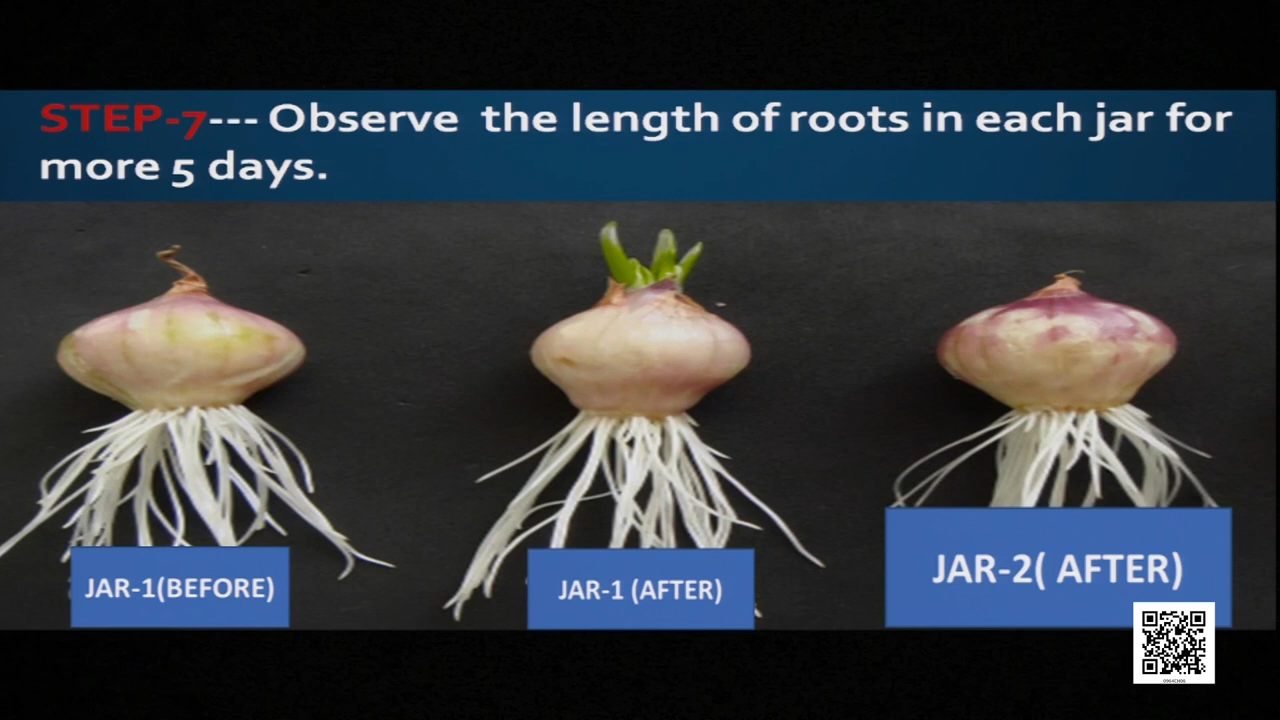 STEP-7--- Observe the length of roots in each jar for
more 5 days.
JAR-1(BEFORE)
JAR-1 (AFTER)
JAR-2( AFTER)